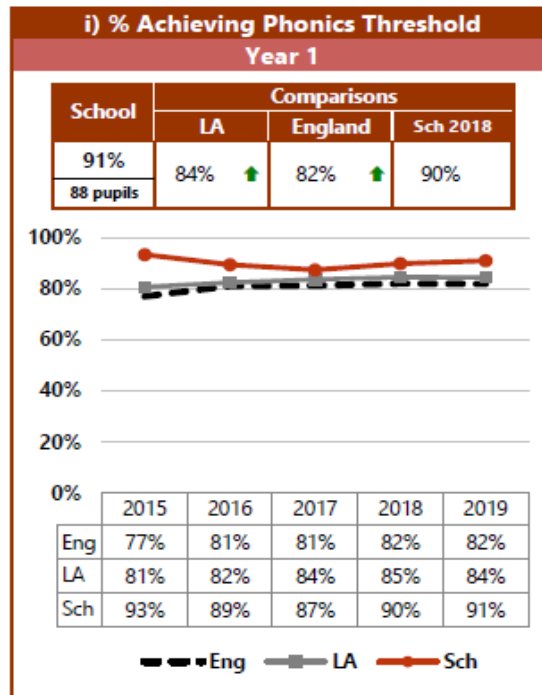 i) % Achieving Phonics Threshold
Year 1
School
Comparisons
LA England Sch 2018
91%
88 pupils
84% 82% 90%
100%
80%
60%
40%
20%
0%
2015 2016 2017 2018 2019
Eng 77% 81% 81% 82% 82%
LA 81% 82% 84% 85% 84%
Sch 93% 89% 87% 90% 91%
Eng LA Sch